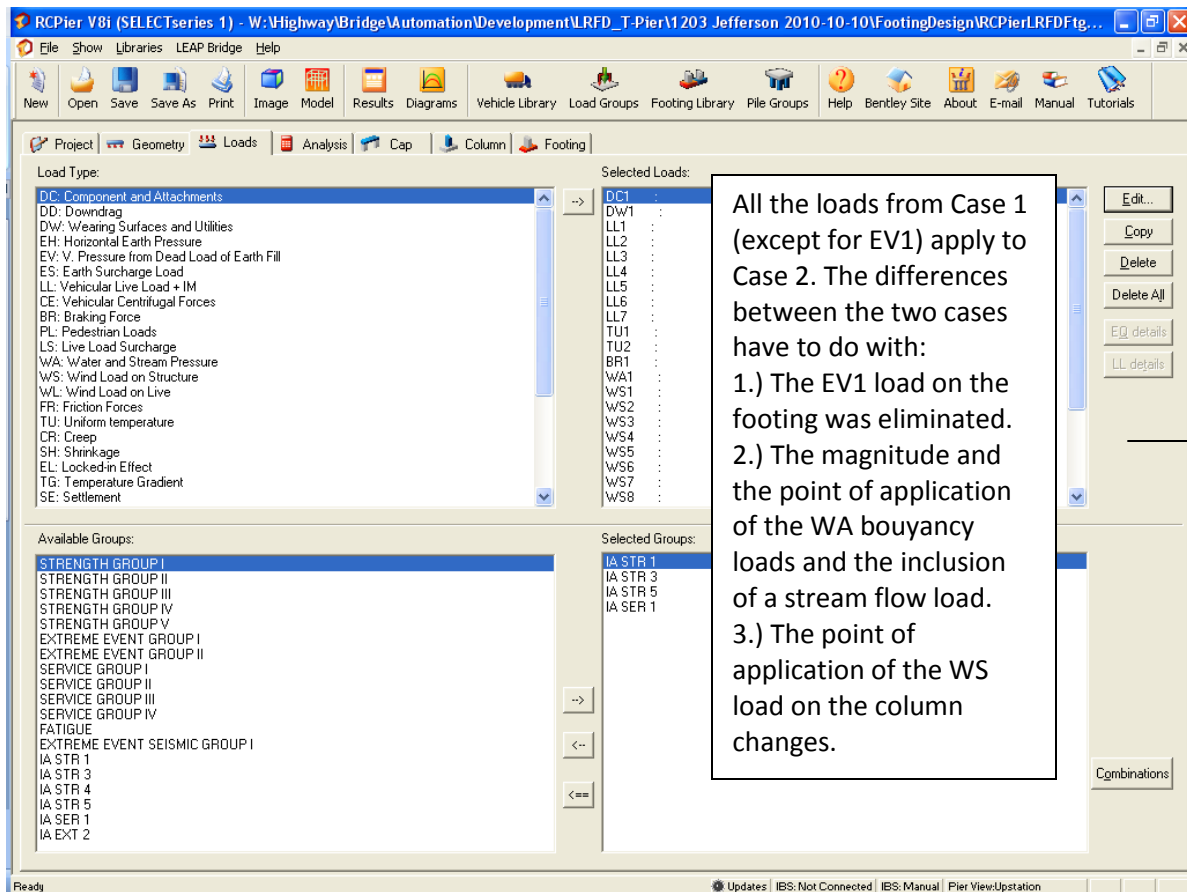 RCPier V8i (SELECTseries 1) - W:\Highway\Bridge\Automation\Development\LRFD_T-Pier\1203 Jefferson 2010-10-10\FootingDesign\RCPierLRFDFtg...
File Show Libraries LEAP Bridge Help
New Open Save Save As Print Image Model Results Diagrams Vehicle Library Load Groups Footing Library Pile Groups Help Bentley Site About E-mail Manual Tutorials
Project Geometry Loads Analysis Cap Column Footing
Load Type:
DC: Component and Attachments
DD: Downdrag
DW: Wearing Surfaces and Utilities
EH: Horizontal Earth Pressure
EV: V. Pressure from Dead Load of Earth Fill
ES: Earth Surcharge Load
LL: Vehicular Live Load + IM
CE: Vehicular Centrifugal Forces
BR: Braking Force
PL: Pedestrian Loads
LS: Live Load Surcharge
WA: Water and Stream Pressure
WS: Wind Load on Structure
WL: Wind Load on Live
FR: Friction Forces
TU: Uniform temperature
CR: Creep
SH: Shrinkage
EL: Locked-in Effect
TG: Temperature Gradient
SE: Settlement
-->
Selected Loads:
DC1 :
DW1 :
LL1 :
LL2 :
LL3 :
LL4 :
LL5 :
LL6 :
LL7 :
TU1 :
TU2 :
BR1 :
WA1 :
WS1 :
WS2 :
WS3 :
WS4 :
WS5 :
WS6 :
WS7 :
WS8 :
All the loads from Case 1
(except for EV1) apply to
Case 2. The differences
between the two cases
have to do with:
1.) The EV1 load on the
footing was eliminated.
2.) The magnitude and
the point of application
of the WA bouyancy
loads and the inclusion
of a stream flow load.
3.) The point of
application of the WS
load on the column
changes.
Edit...
Copy
Delete
Delete All
EQ details
LL details
Available Groups:
STRENGTH GROUP I
STRENGTH GROUP II
STRENGTH GROUP III
STRENGTH GROUP IV
STRENGTH GROUP V
EXTREME EVENT GROUP I
EXTREME EVENT GROUP II
SERVICE GROUP I
SERVICE GROUP II
SERVICE GROUP III
SERVICE GROUP IV
FATIGUE
EXTREME EVENT SEISMIC GROUP I
IA STR 1
IA STR 3
IA STR 4
IA STR 5
IA SER 1
IA EXT 2
-->
<--
<==
Selected Groups:
IA STR 1
IA STR 3
IA STR 5
IA SER 1
Combinations
Ready
Updates IBS: Not Connected IBS: Manual Pier View:Upstation